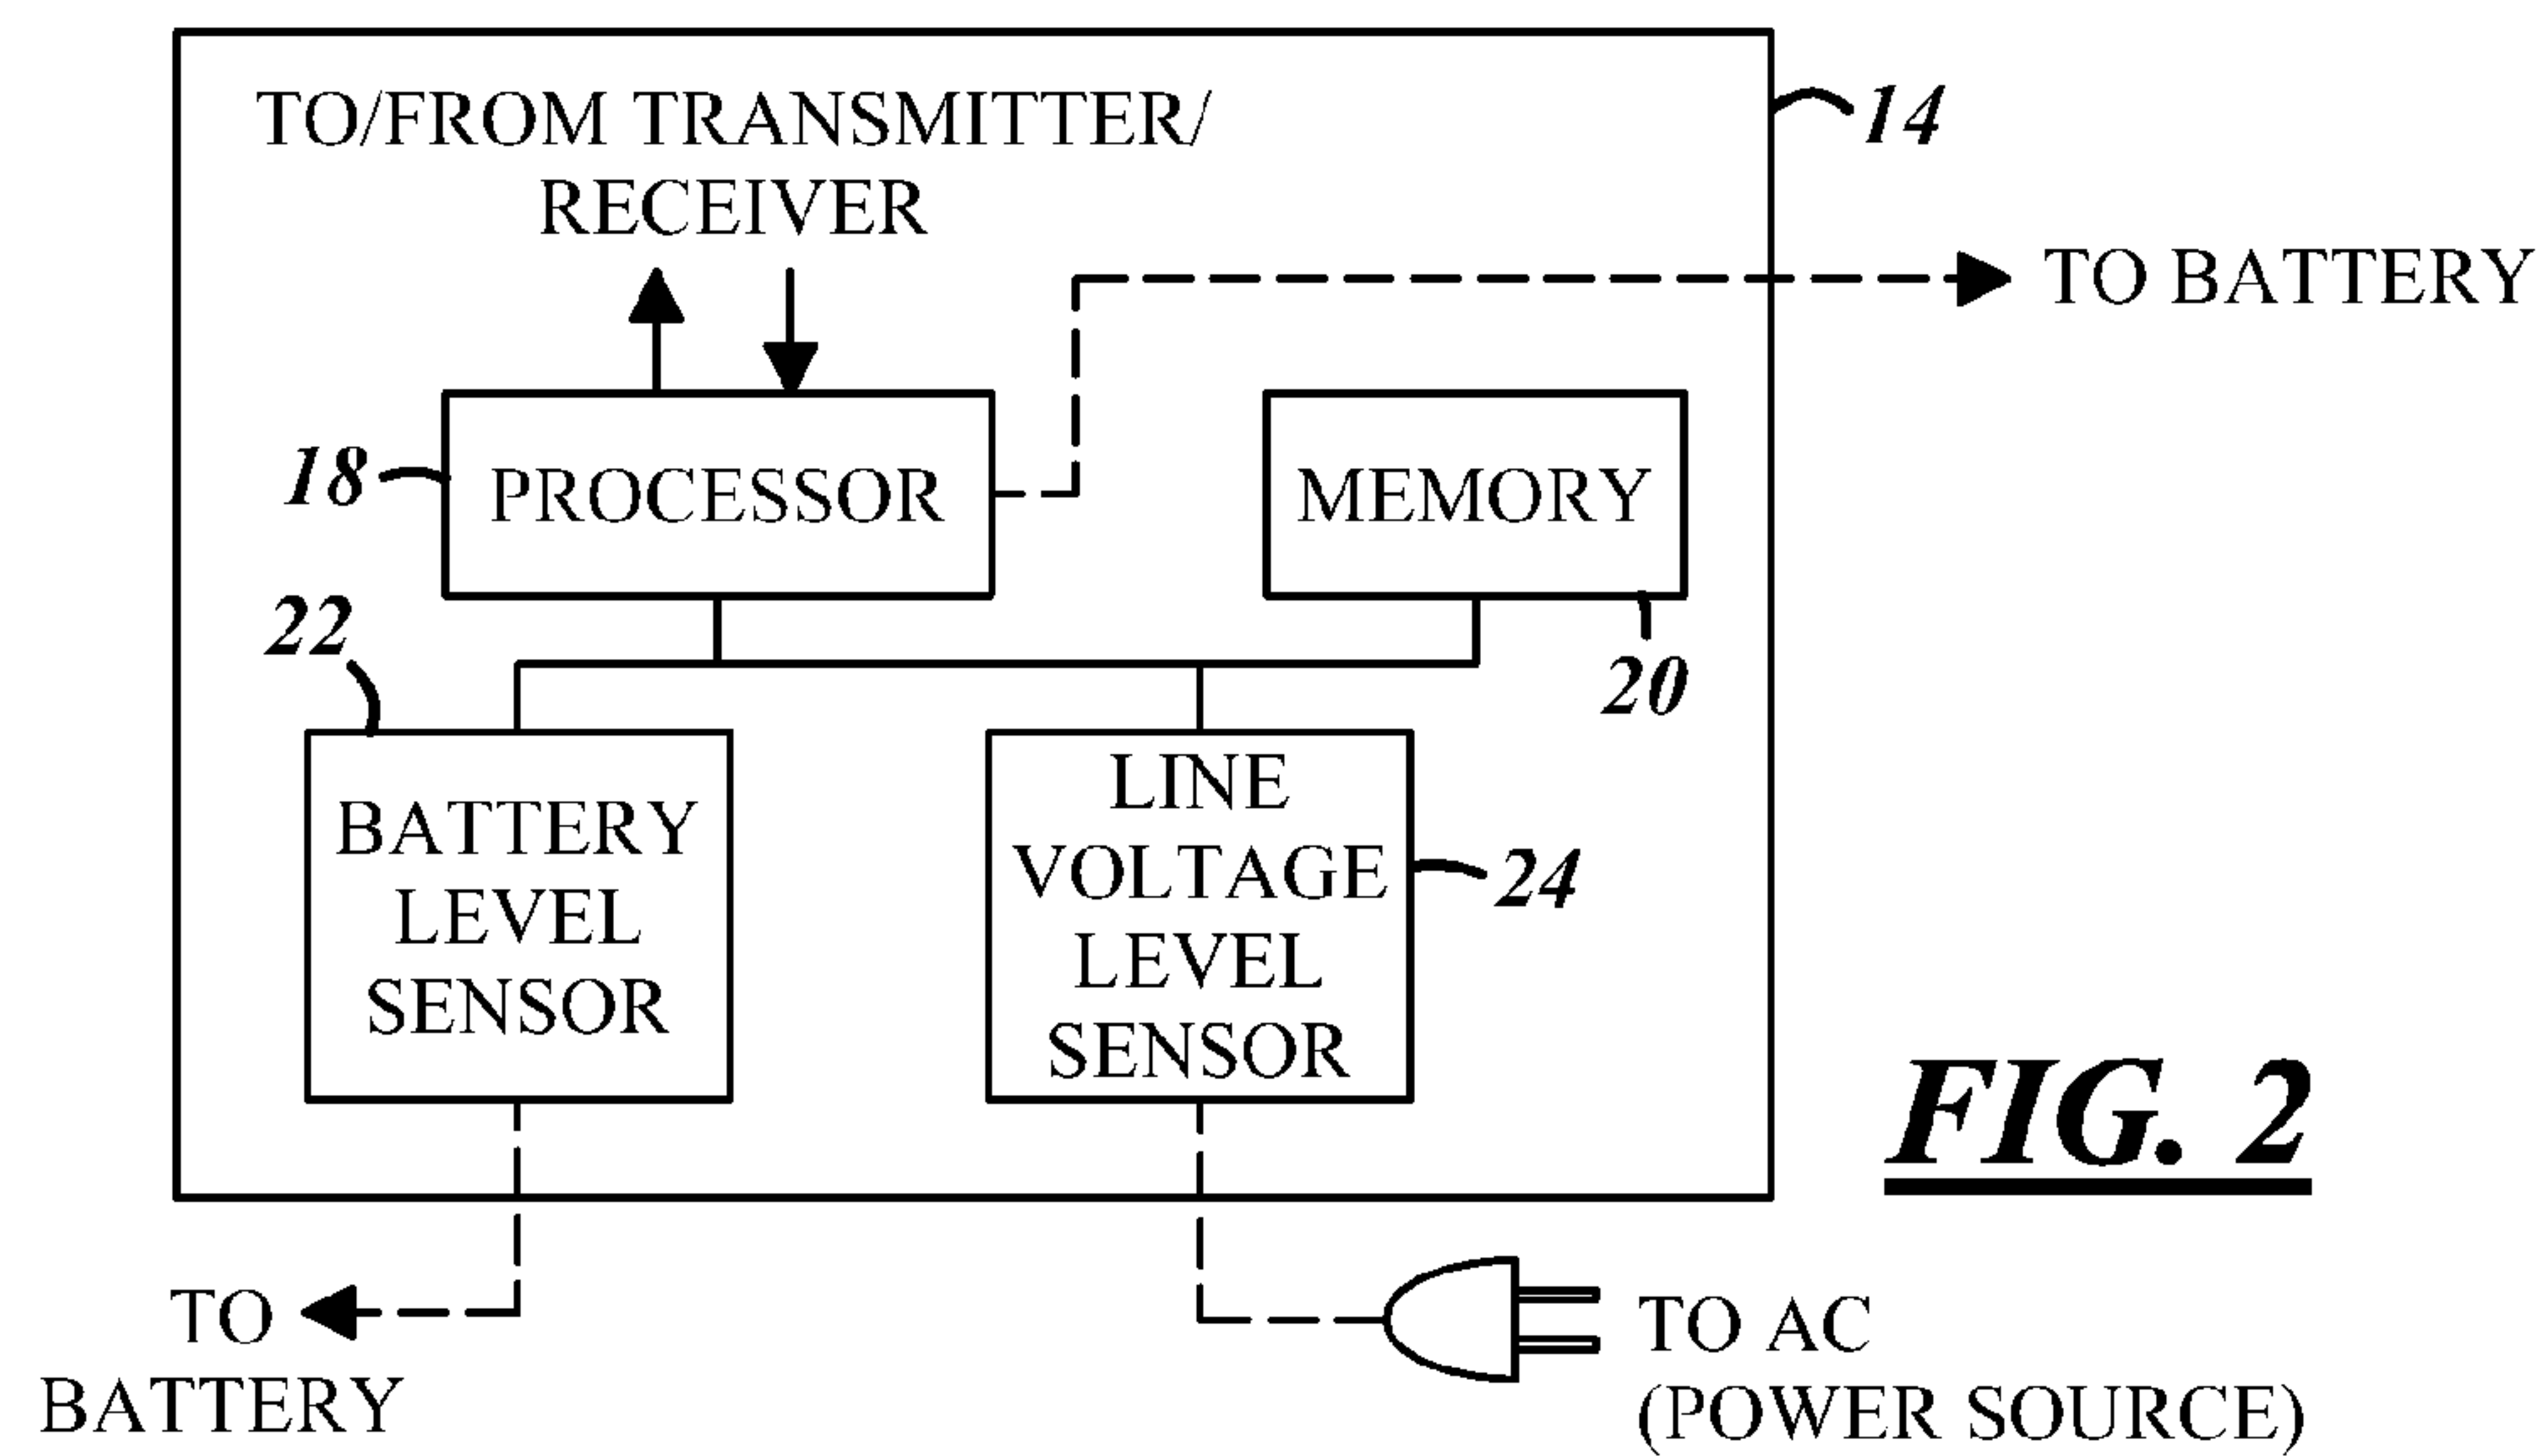 TO/FROM TRANSMITTER/
RECEIVER
14
TO BATTERY
18
PROCESSOR
MEMORY
20
22
BATTERY
LEVEL
SENSOR
LINE
VOLTAGE
LEVEL
SENSOR
24
FIG. 2
TO
BATTERY
TO AC
(POWER SOURCE)